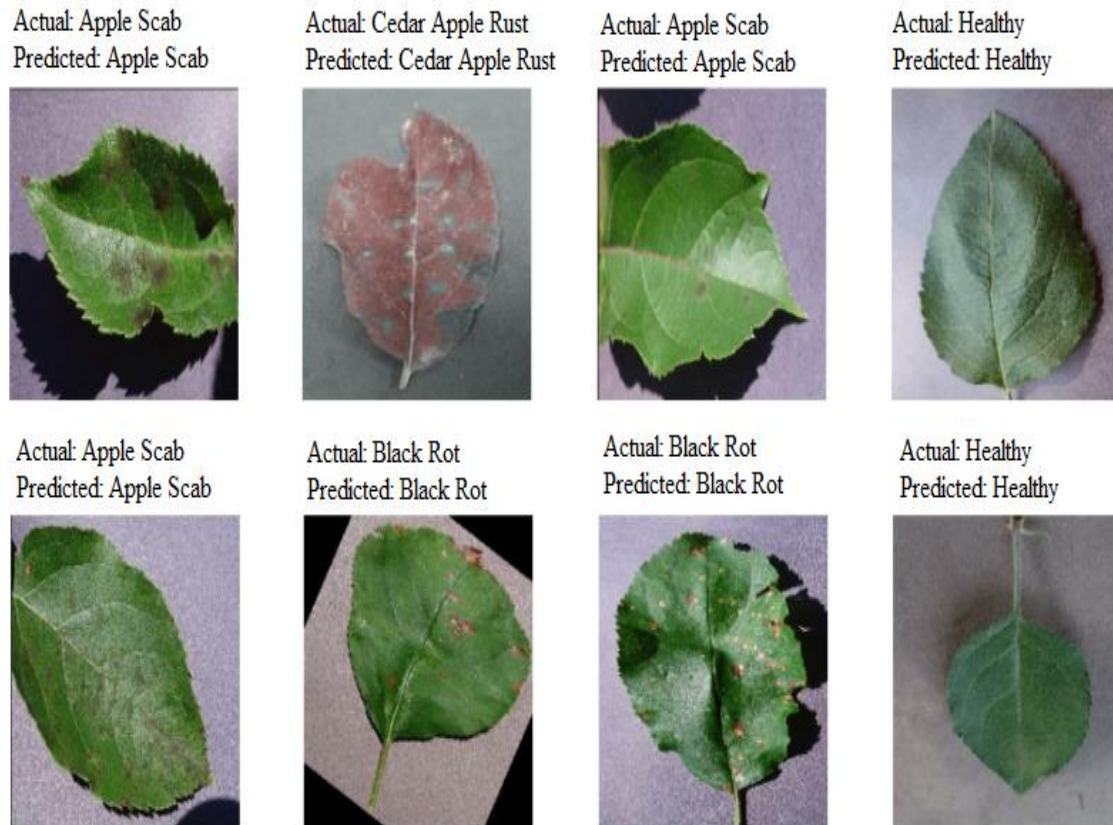 Actual: Apple Scab
Predicted: Apple Scab
Actual: Cedar Apple Rust
Predicted: Cedar Apple Rust
Actual: Apple Scab
Predicted: Apple Scab
Actual: Healthy
Predicted: Healthy
Actual: Apple Scab
Predicted: Apple Scab
Actual: Black Rot
Predicted: Black Rot
Actual: Black Rot
Predicted: Black Rot
Actual: Healthy
Predicted: Healthy